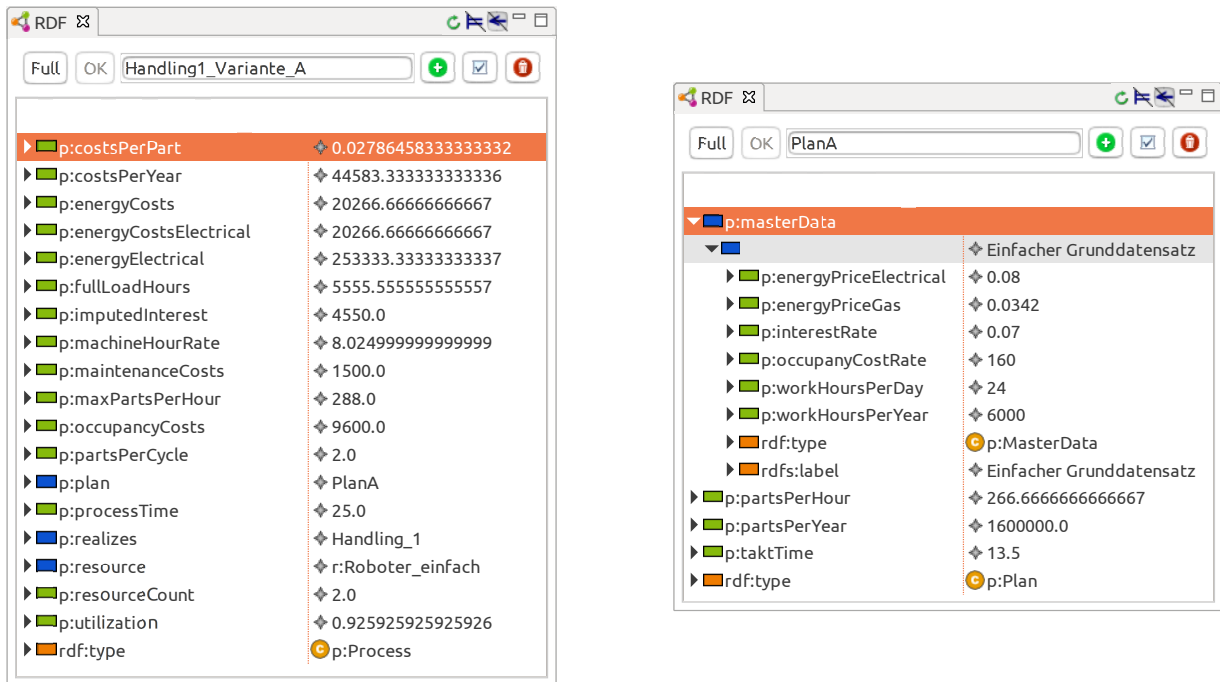 RDF
Full OK Handling1_Variante_A
p:costsPerPart 0.02786458333333332
p:costsPerYear 44583.333333333336
p:energyCosts 20266.66666666667
p:energyCostsElectrical 20266.66666666667
p:energyElectrical 253333.33333333337
p:fullLoadHours 5555.555555555557
p:imputedInterest 4550.0
p:machineHourRate 8.024999999999999
p:maintenanceCosts 1500.0
p:maxPartsPerHour 288.0
p:occupancyCosts 9600.0
p:partsPerCycle 2.0
p:plan PlanA
p:processTime 25.0
p:realizes Handling_1
p:resource r:Roboter_einfach
p:resourceCount 2.0
p:utilization 0.925925925925926
rdf:type C p:Process
RDF
Full OK PlanA
p:masterData
Einfacher Grunddatensatz
p:energyPriceElectrical 0.08
p:energyPriceGas 0.0342
p:interestRate 0.07
p:occupanyCostRate 160
p:workHoursPerDay 24
p:workHoursPerYear 6000
rdf:type C p:MasterData
rdfs:label Einfacher Grunddatensatz
p:partsPerHour 266.6666666666667
p:partsPerYear 1600000.0
p:taktTime 13.5
rdf:type C p:Plan